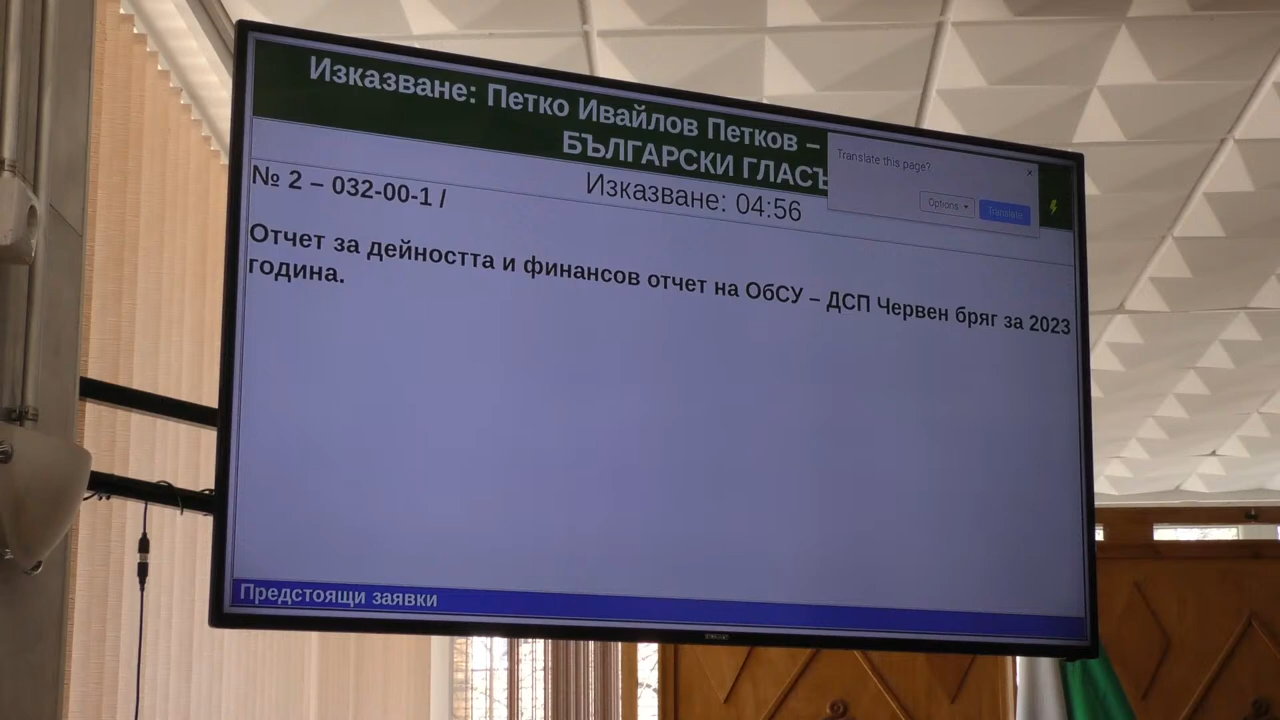 Изказване: Петко Ивайлов Петков –
БЪЛГАРСКИ ГЛАСЪ
Translate this page?
×
Options
Translate
Изказване: 04:56
№ 2 – 032-00-1 /
Отчет за дейността и финансов отчет на ОбСУ – ДСП Червен бряг за 2023
година.
Предстоящи заявки